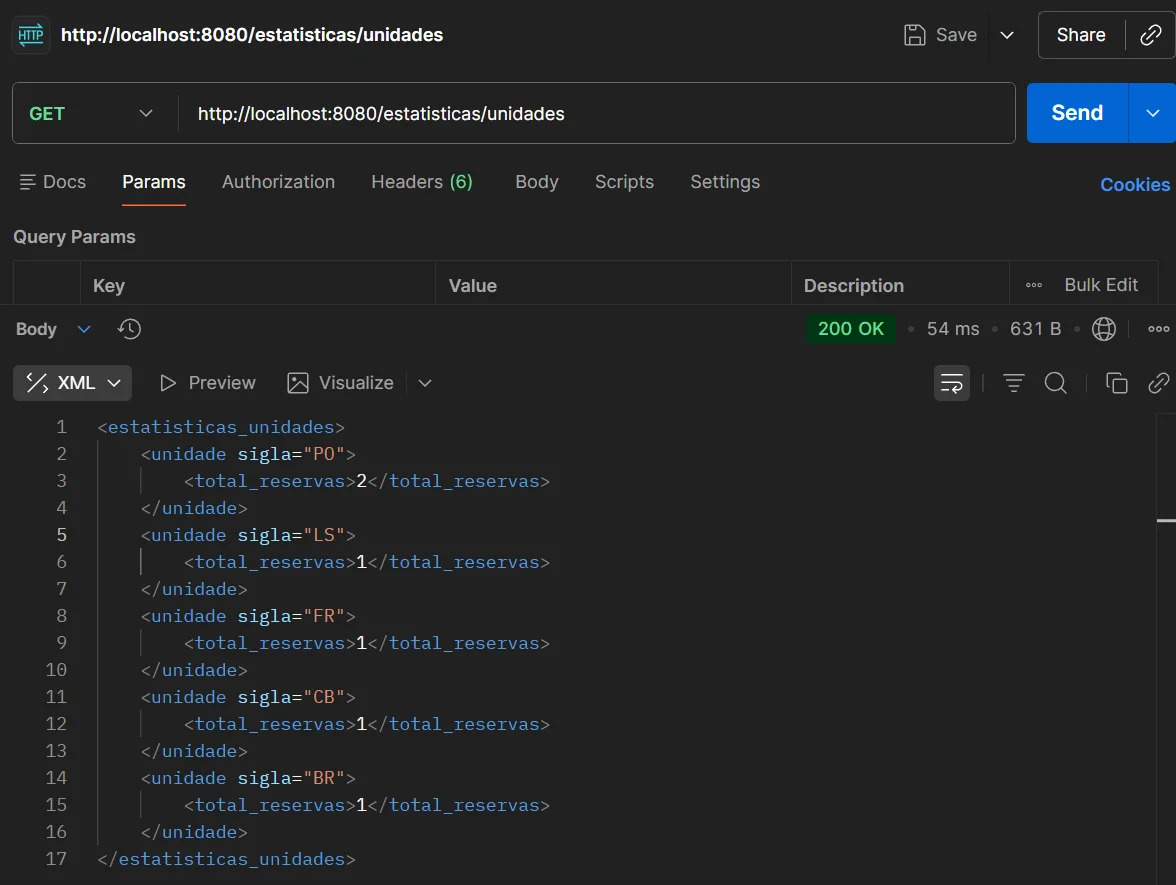 HTTP http://localhost:8080/estatisticas/unidades Save Share
GET http://localhost:8080/estatisticas/unidades Send
Docs Params Authorization Headers (6) Body Scripts Settings Cookies
Query Params
Key Value Description Bulk Edit
Body 200 OK • 54 ms • 631 B •
XML Preview Visualize
1 <estatisticas_unidades>
2 <unidade sigla="PO">
3 <total_reservas>2</total_reservas>
4 </unidade>
5 <unidade sigla="LS">
6 <total_reservas>1</total_reservas>
7 </unidade>
8 <unidade sigla="FR">
9 <total_reservas>1</total_reservas>
10 </unidade>
11 <unidade sigla="CB">
12 <total_reservas>1</total_reservas>
13 </unidade>
14 <unidade sigla="BR">
15 <total_reservas>1</total_reservas>
16 </unidade>
17 </estatisticas_unidades>